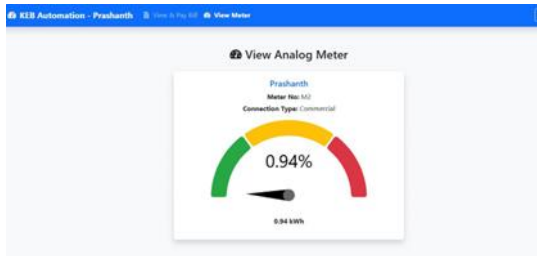 KEB Automation - Prashanth View & Pay Bill View Meter
View Analog Meter
Prashanth
Meter No: M2
Connection Type: Commercial
0.94%
0.94 kWh